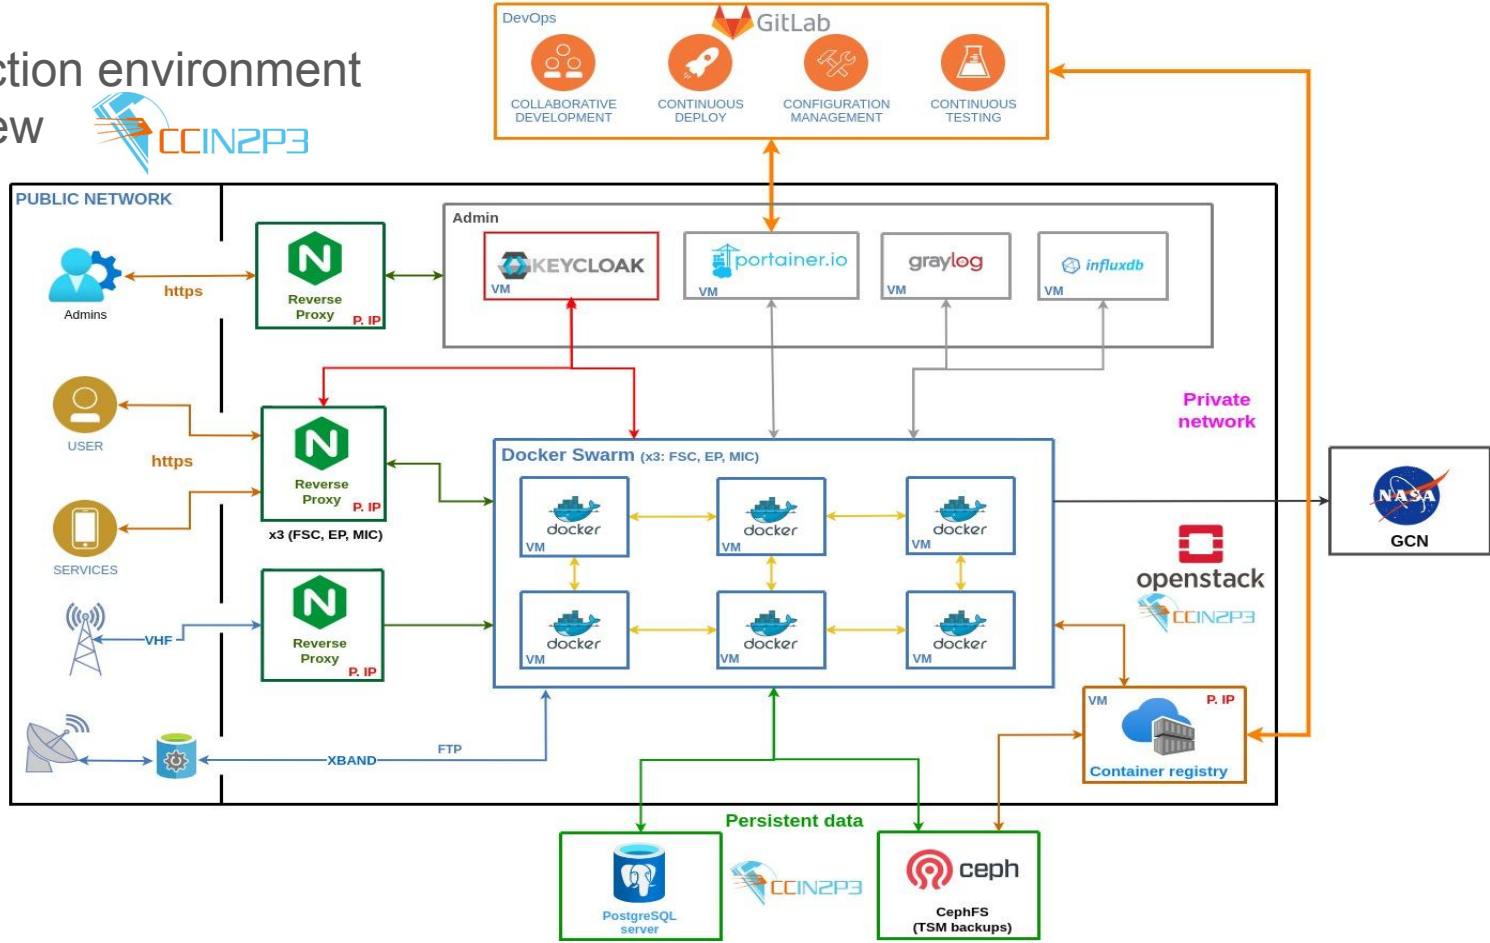 DevOps
GitLab
COLLABORATIVE
DEVELOPMENT
CONTINUOUS
DEPLOY
CONFIGURATION
MANAGEMENT
CONTINUOUS
TESTING
ction environment
ew
CCIN2P3
PUBLIC NETWORK
Admins
https
Reverse
Proxy
P. IP
Admin
KEYCLOAK
VM
portainer.io
VM
graylog
VM
influxdb
VM
USER
https
SERVICES
Reverse
Proxy
P. IP
x3 (FSC, EP, MIC)
Private
network
Docker Swarm (x3: FSC, EP, MIC)
docker
VM
docker
VM
docker
VM
docker
VM
docker
VM
docker
VM
NASA
GCN
openstack
CCIN2P3
VHF
Reverse
Proxy
P. IP
XBAND
FTP
VM
P. IP
Container registry
Persistent data
PostgreSQL
server
CCIN2P3
ceph
CephFS
(TSM backups)